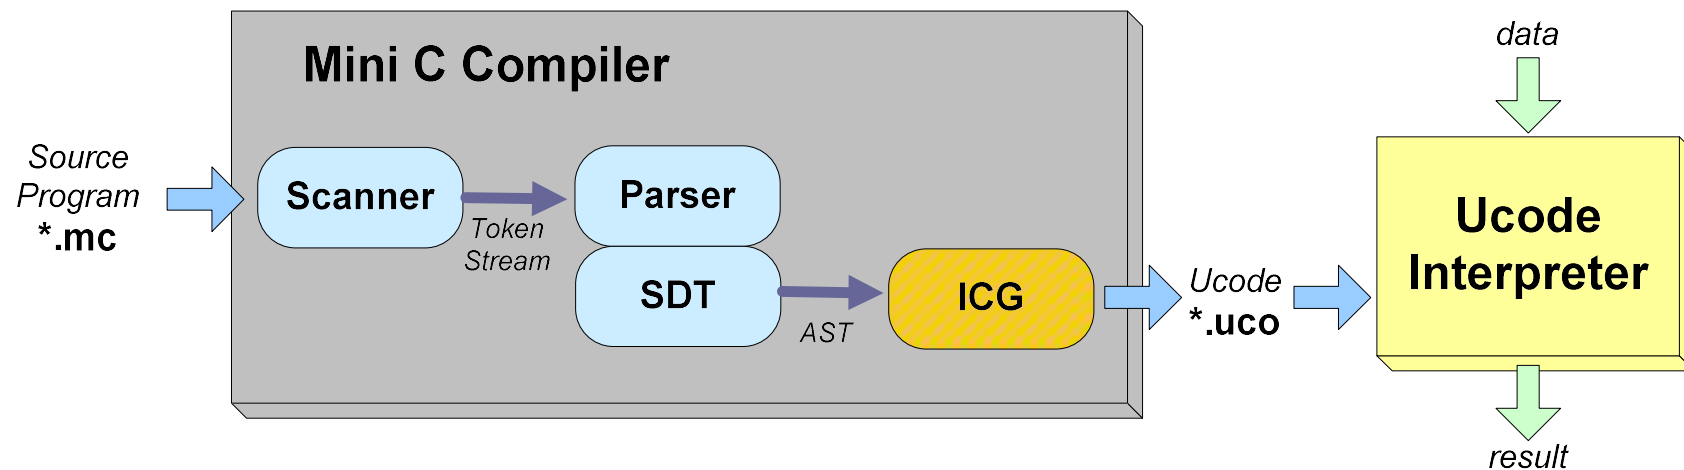 Mini C Compiler
Source
Program
*.mc
Scanner
Token
Stream
Parser
SDT
AST
ICG
Ucode
*.uco
data
Ucode
Interpreter
result